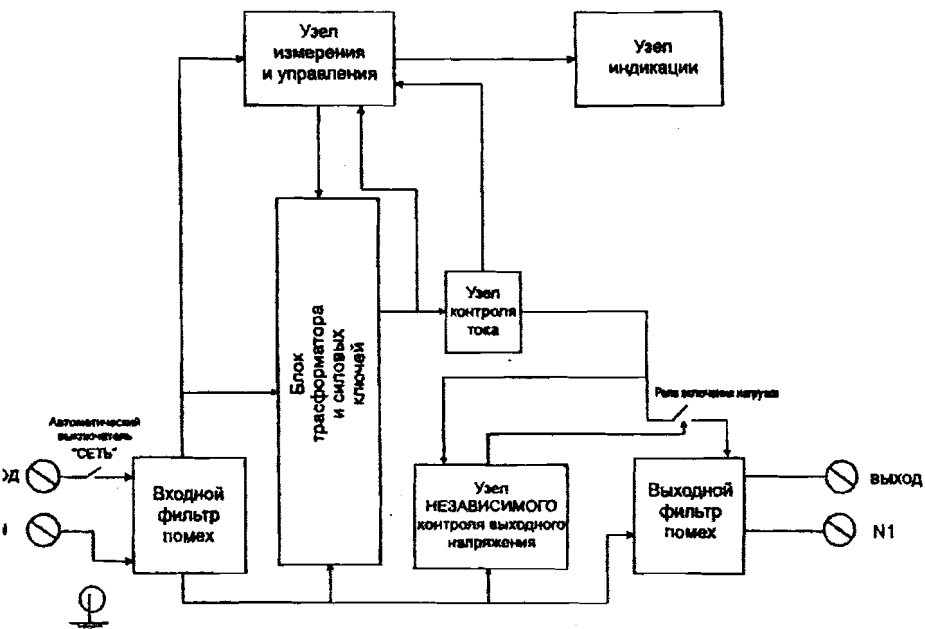 Узел
измерения
и управления
Узел
индикации
Блок
трасформатора
и силовых
ключей
Узел
контроля
тока
Реле включения нагрузки
Автоматический
выключатель
"СЕТЬ"
Входной
фильтр
помех
Узел
НЕЗАВИСИМОГО
контроля выходного
напряжения
Выходной
фильтр
помех
ВЫХОД
N1